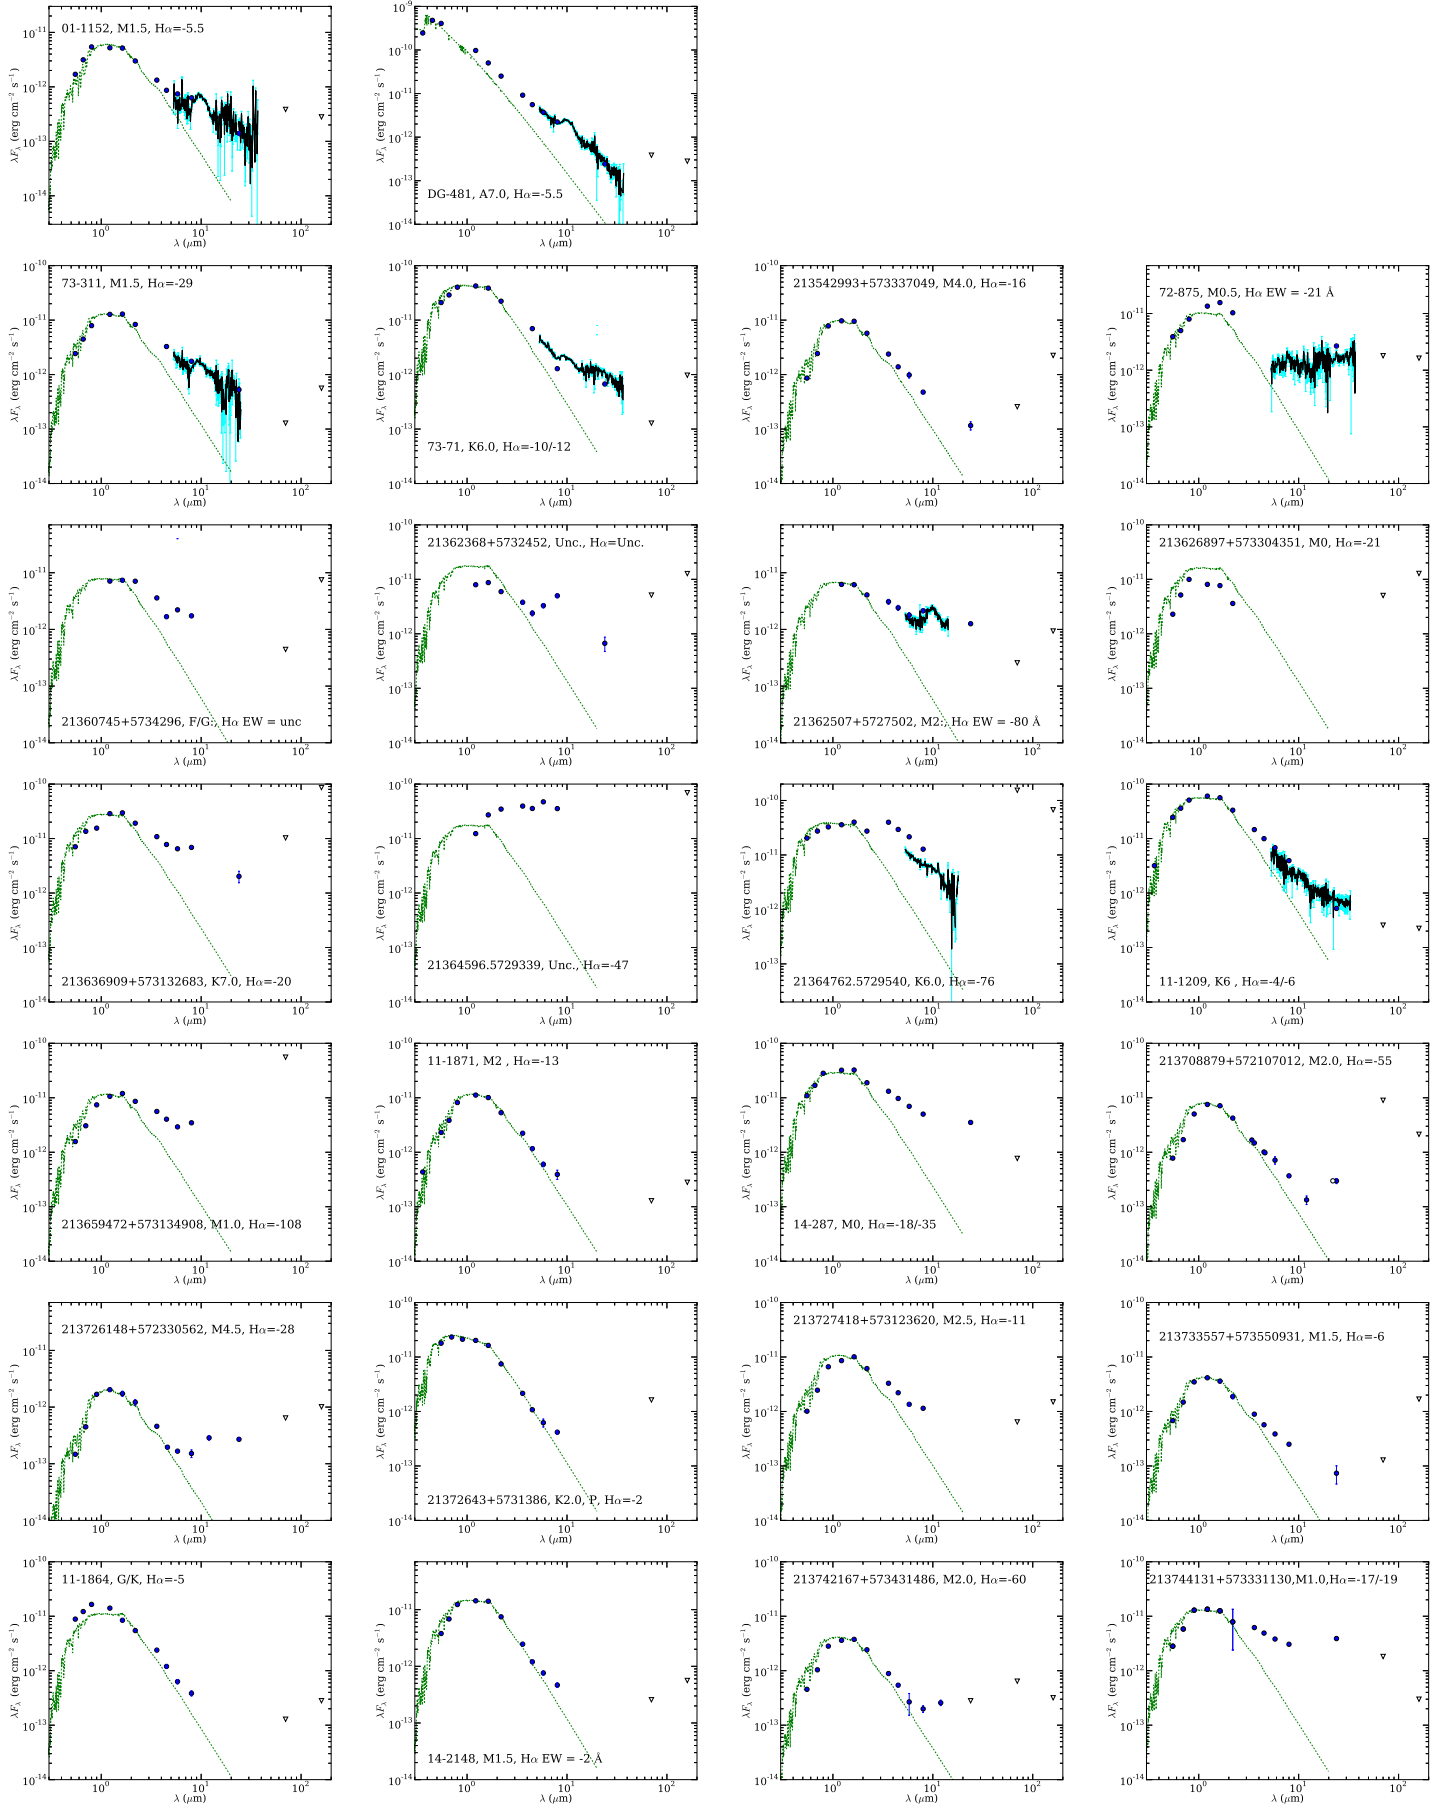 01-1152, M1.5, Hα=-5.5
DG-481, A7.0, Hα=-5.5
73-311, M1.5, Hα=-29
73-71, K6.0, Hα=-10/-12
213542993+573337049, M4.0, Hα=-16
72-875, M0.5, Hα EW = -21 Å
21360745+5734296, F/G:, Hα EW = unc
21362368+5732452, Unc., Hα=Unc.
21362507+5727502, M2:, Hα EW = -80 Å
213626897+573304351, M0, Hα=-21
213636909+573132683, K7.0, Hα=-20
21364596.5729339, Unc., Hα=-47
21364762.5729540, K6.0, Hα=-76
11-1209, K6 , Hα=-4/-6
213659472+573134908, M1.0, Hα=-108
11-1871, M2 , Hα=-13
14-287, M0, Hα=-18/-35
213708879+572107012, M2.0, Hα=-55
213726148+572330562, M4.5, Hα=-28
21372643+5731386, K2.0, P, Hα=-2
213727418+573123620, M2.5, Hα=-11
213733557+573550931, M1.5, Hα=-6
11-1864, G/K, Hα=-5
14-2148, M1.5, Hα EW = -2 Å
213742167+573431486, M2.0, Hα=-60
213744131+573331130,M1.0,Hα=-17/-19
λFλ (erg cm⁻² s⁻¹)
λ (μm)